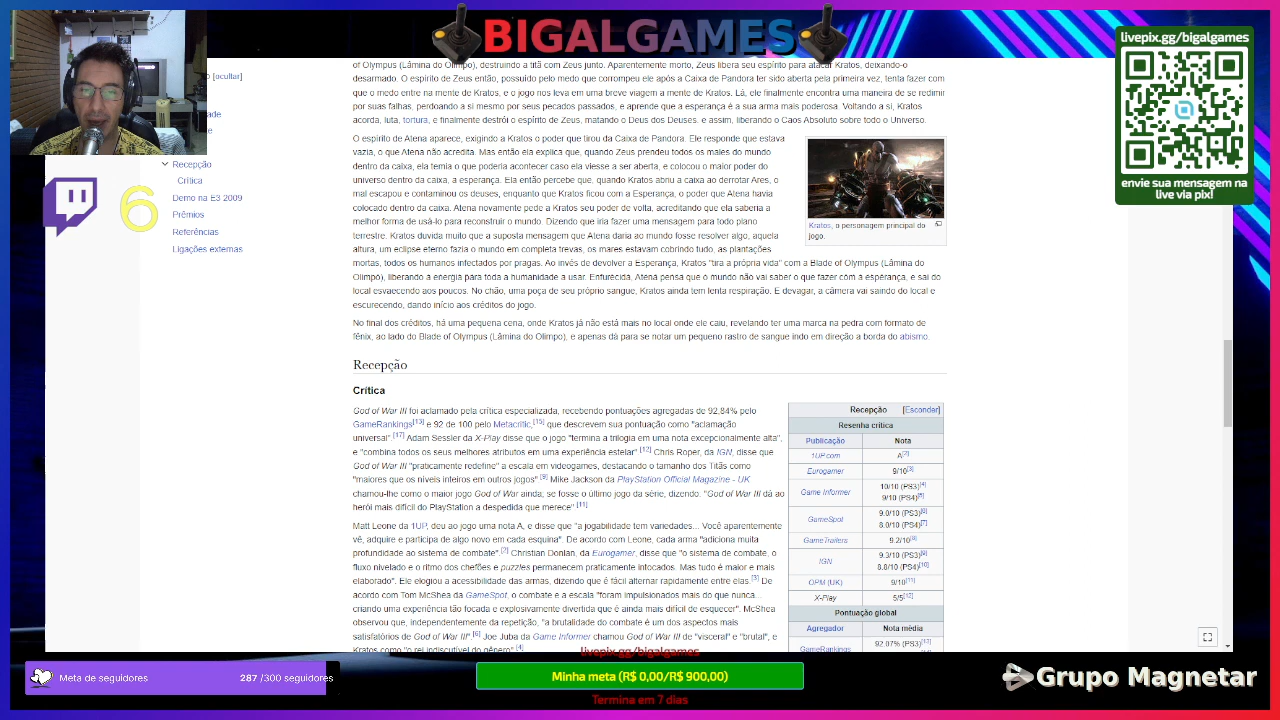 BIGALGAMES
livepix.gg/bigalgames
envie sua mensagem na
live via pix!
[ocultar]
Recepção
Crítica
Demo na E3 2009
Prêmios
Referências
Ligações externas
6
of Olympus (Lâmina do Olimpo), destruindo a titã com Zeus junto. Aparentemente morto, Zeus libera seu espírito para atacar Kratos, deixando-o
desarmado. O espírito de Zeus então, possuído pelo medo que corrompeu ele após a Caixa de Pandora ter sido aberta pela primeira vez, tenta fazer com
que o medo entre na mente de Kratos, e o jogo nos leva em uma breve viagem a mente de Kratos. Lá, ele finalmente encontra uma maneira de se redimir
por suas falhas, perdoando a si mesmo por seus pecados passados, e aprende que a esperança é a sua arma mais poderosa. Voltando a si, Kratos
acorda, luta, tortura, e finalmente destrói o espírito de Zeus, matando o Deus dos Deuses. e assim, liberando o Caos Absoluto sobre todo o Universo.
O espírito de Atena aparece, exigindo a Kratos o poder que tirou da Caixa de Pandora. Ele responde que estava
vazia, o que Atena não acredita. Mas então ela explica que, quando Zeus prendeu todos os males do mundo
dentro da caixa, ela temia o que poderia acontecer caso ela viesse a ser aberta, e colocou o maior poder do
universo dentro da caixa, a esperança. Ela então percebe que, quando Kratos abriu a caixo ao derrotar Ares, o
mal escapou e contaminou os deuses, enquanto que Kratos ficou com a Esperança, o poder que Atena havia
colocado dentro da caixa. Atena novamente pede a Kratos seu poder de volta, acreditando que ela saberia a
melhor forma de usá-lo para reconstruir o mundo. Dizendo que iria fazer uma mensagem para todo plano
terrestre. Kratos duvida muito que a suposta mensagem que Atena daria ao mundo fosse resolver algo, aquela
altura, um eclipse eterno fazia o mundo em completa trevas, os mares estavam cobrindo tudo, as plantações
mortas, todos os humanos infectados por pragas. Ao invés de devolver a Esperança, Kratos "tira a própria vida" com a Blade of Olympus (Lâmina do
Olimpo), liberando a energia para toda a humanidade a usar. Enfurecida, Atena pensa que o mundo não vai saber o que fazer com a esperança, e sai do
local esvaecendo aos poucos. No chão, uma poça de seu próprio sangue, Kratos ainda tem lenta respiração. E devagar, a câmera vai saindo do local e
escurecendo, dando início aos créditos do jogo.
Kratos, o personagem principal do
jogo.
No final dos créditos, há uma pequena cena, onde Kratos já não está mais no local onde ele caiu, revelando ter uma marca na pedra com formato de
fênix, ao lado do Blade of Olympus (Lâmina do Olimpo), e apenas dá para se notar um pequeno rastro de sangue indo em direção a borda do abismo.
Recepção
Crítica
God of War III foi aclamado pela crítica especializada, recebendo pontuações agregadas de 92,84% pelo
GameRankings[13] e 92 de 100 pelo Metacritic,[15] que descrevem sua pontuação como "aclamação
universal".[17] Adam Sessler da X-Play disse que o jogo "termina a trilogia em uma nota excepcionalmente alta",
e "combina todos os seus melhores atributos em uma experiência estelar".[12] Chris Roper, da IGN, disse que
God of War III "praticamente redefine" a escala em videogames, destacando o tamanho dos Titãs como
"maiores que os níveis inteiros em outros jogos".[9] Mike Jackson da PlayStation Official Magazine - UK
chamou-lhe como o maior jogo God of War ainda; se fosse o último jogo da série, dizendo. "God of War III dá ao
herói mais difícil do PlayStation a despedida que merece".[11]
Matt Leone da 1UP, deu ao jogo uma nota A, e disse que "a jogabilidade tem variedades... Você aparentemente
vê, adquire e participa de algo novo em cada esquina". De acordo com Leone, cada arma "adiciona muita
profundidade ao sistema de combate".[2] Christian Donlan, da Eurogamer, disse que "o sistema de combate, o
fluxo nivelado e o ritmo dos chefões e puzzles permanecem praticamente intocados. Mas tudo é maior e mais
elaborado". Ele elogiou a acessibilidade das armas, dizendo que é fácil alternar rapidamente entre elas.[3] De
acordo com Tom McShea da GameSpot, o combate e a escala "foram impulsionados mais do que nunca...
criando uma experiência tão focada e explosivamente divertida que é ainda mais difícil de esquecer". McShea
observou que, independentemente da repetição, "a brutalidade do combate é um dos aspectos mais
satisfatórios de God of War III".[6] Joe Juba da Game Informer chamou God of War III de "visceral" e "brutal", e
Kratos como "o rei indiscutível do gênero".[4]
Recepção [Esconder]
Resenha crítica
Publicação Nota
1UP.com A[2]
Eurogamer 9/10[3]
Game Informer 10/10 (PS3)[4]
9/10 (PS4)[5]
GameSpot 9.0/10 [6]
8.0/10 (PS4)[7]
GameTrailers 9.2/10[8]
IGN 9.3/10 (PS3)[9]
8.8/10 (PS4)[10]
OPM (UK) 9/10[11]
X-Play 5/5[12]
Pontuação global
Agregador Nota média
GameRankings 92.07% (PS3)[13]
livepix.gg/bigalgames
Meta de seguidores 287 /300 seguidores
Minha meta (R$ 0,00/R$ 900,00)
Termina em 7 dias
Grupo Magnetar